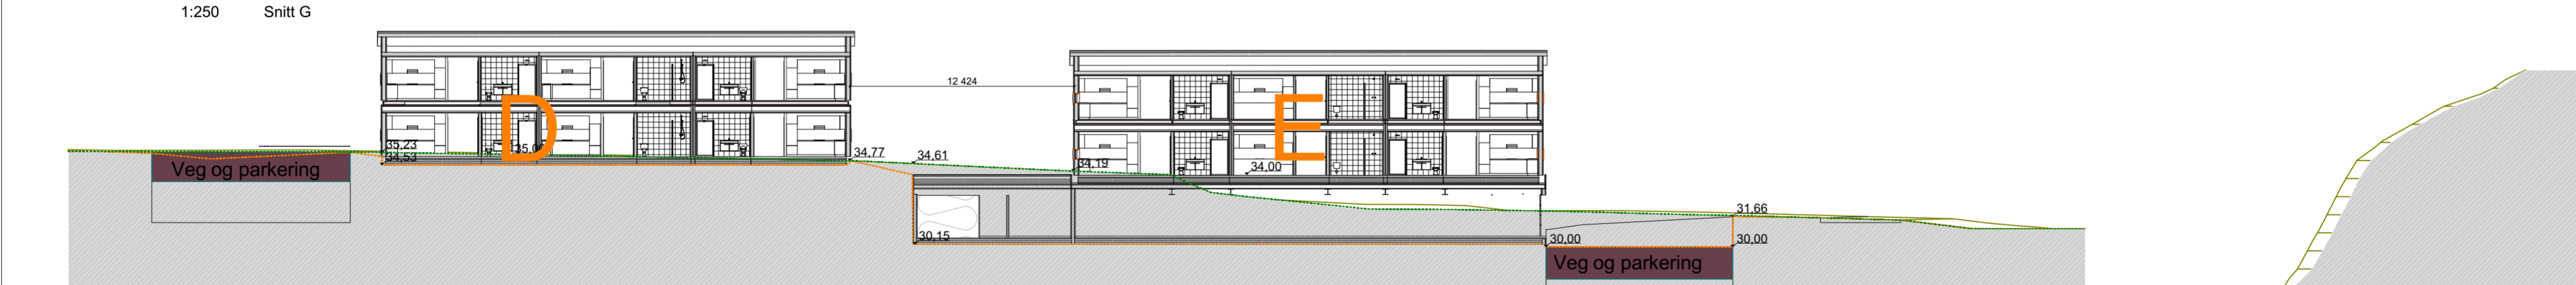 1:250 Snitt G
12 424
D
E
35,23
34,53
35,00
34,77
34,61
34,19
34,00
Veg og parkering
31,66
30,15
30,00
30,00
Veg og parkering